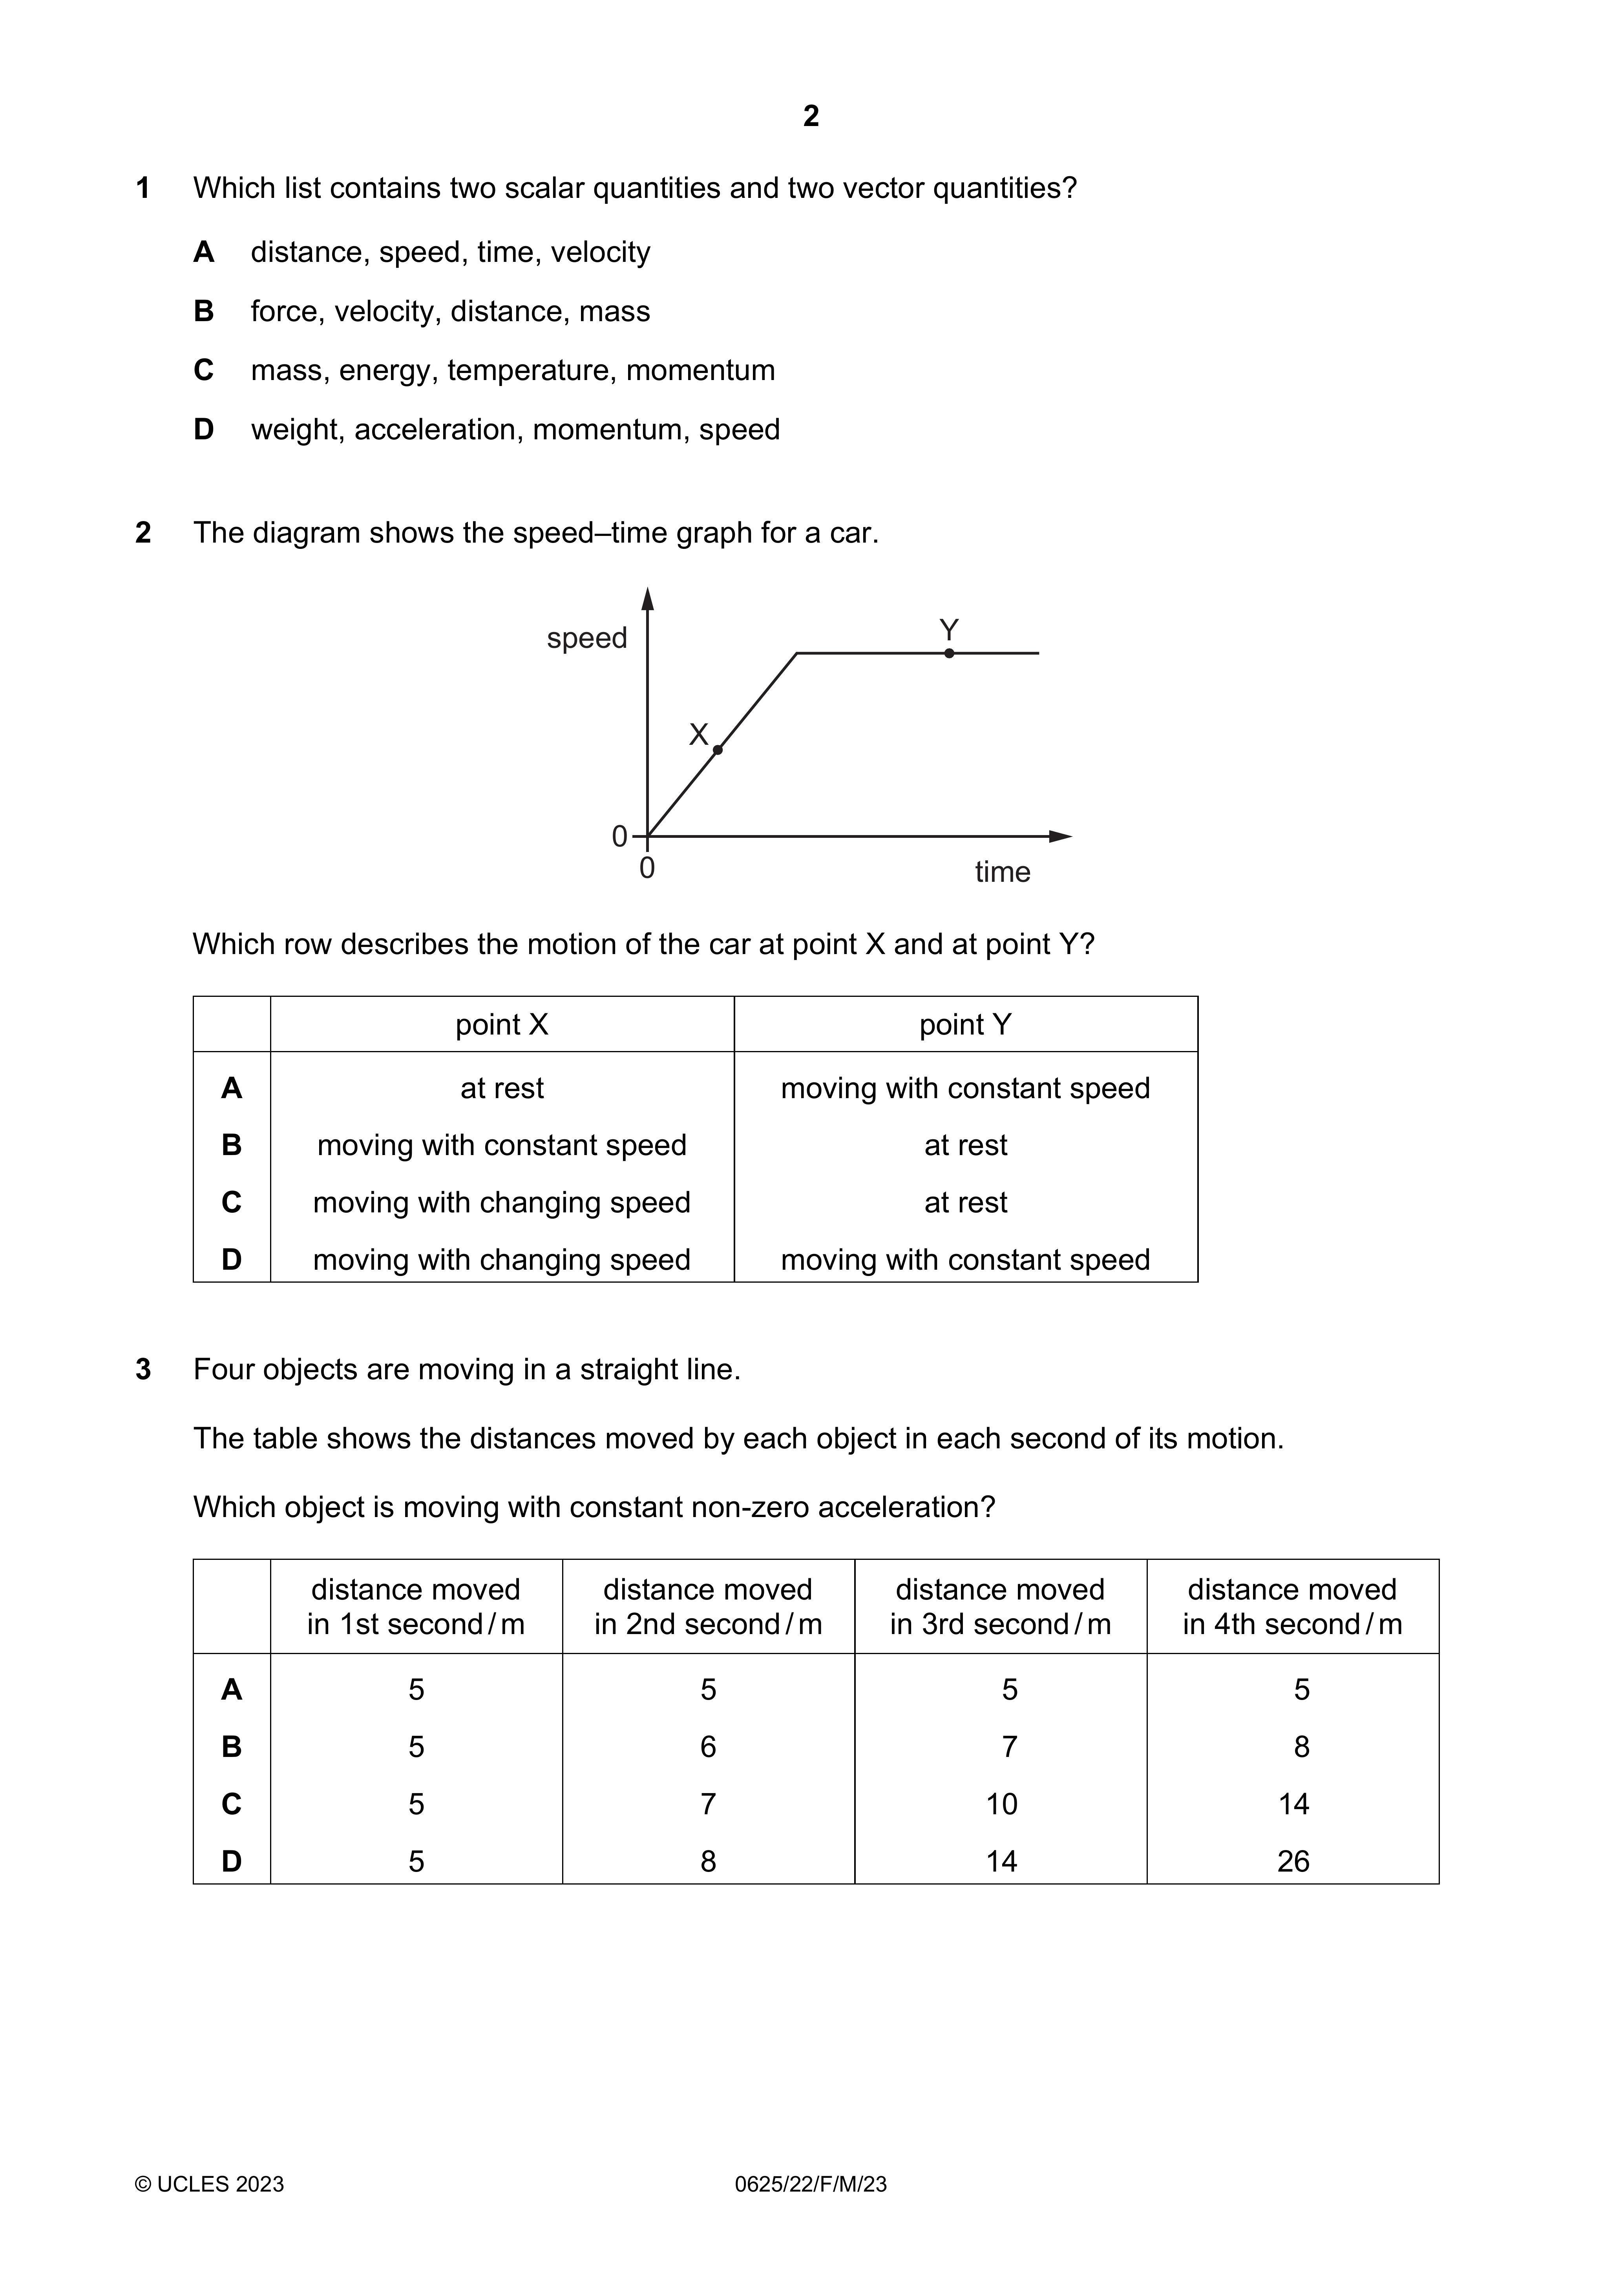 2
1 Which list contains two scalar quantities and two vector quantities?
A distance, speed, time, velocity
B force, velocity, distance, mass
C mass, energy, temperature, momentum
D weight, acceleration, momentum, speed
2 The diagram shows the speed–time graph for a car.
speed
Y
X
0
0
time
Which row describes the motion of the car at point X and at point Y?
point X point Y
A at rest moving with constant speed
B moving with constant speed at rest
C moving with changing speed at rest
D moving with changing speed moving with constant speed
3 Four objects are moving in a straight line.
The table shows the distances moved by each object in each second of its motion.
Which object is moving with constant non-zero acceleration?
distance moved distance moved distance moved distance moved
in 1st second / m in 2nd second / m in 3rd second / m in 4th second / m
A 5 5 5 5
B 5 6 7 8
C 5 7 10 14
D 5 8 14 26
© UCLES 2023 0625/22/F/M/23